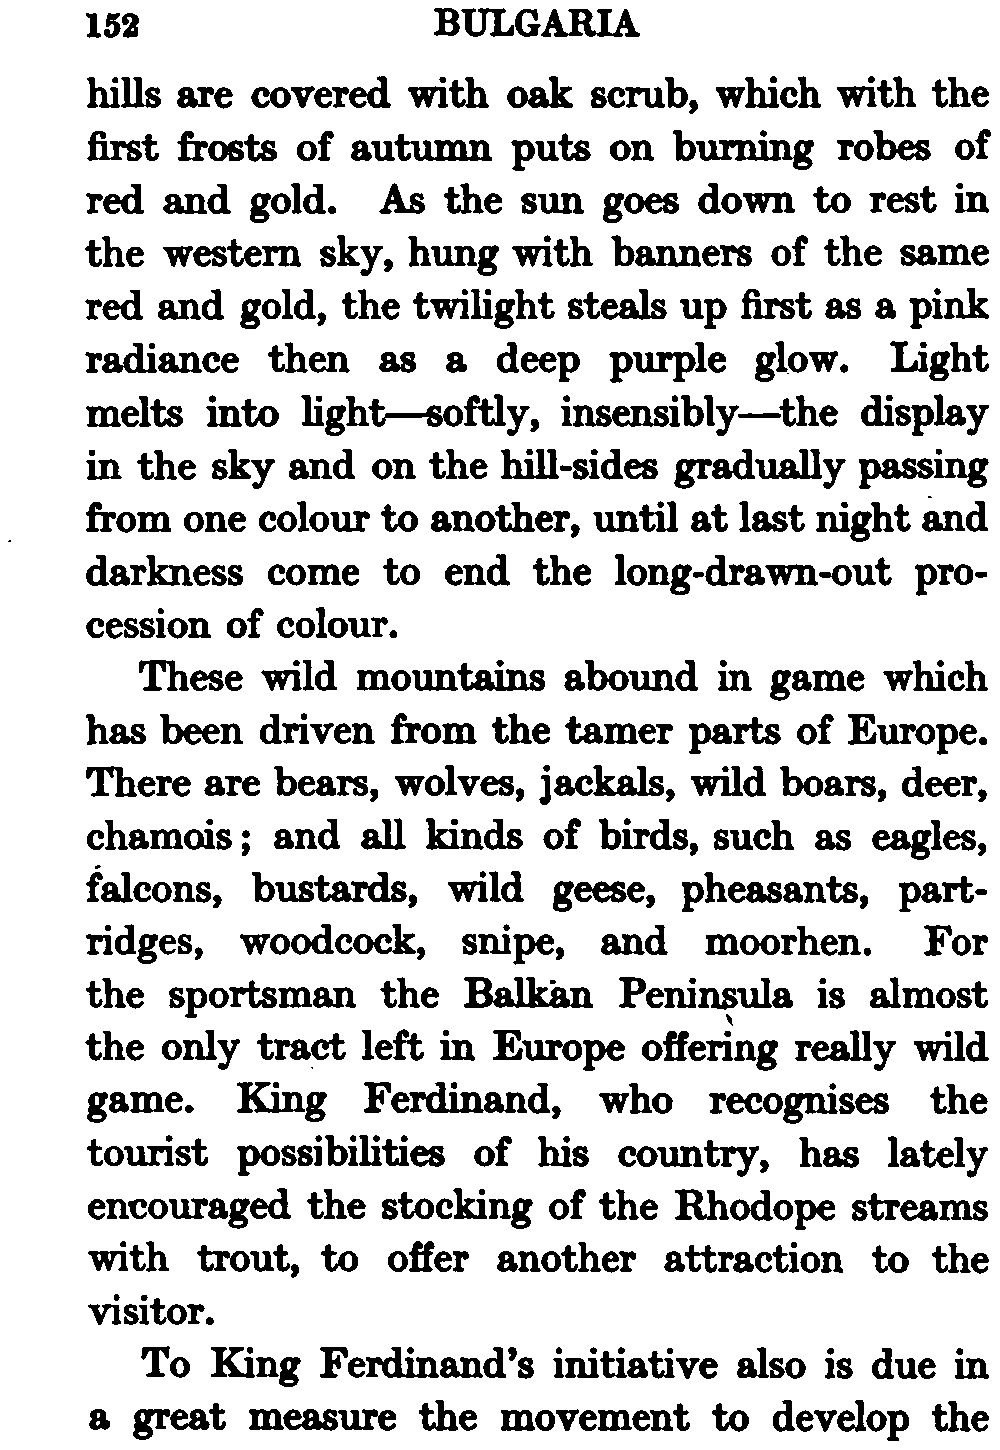 152 BULGARIA
hills are covered with oak scrub, which with the
first frosts of autumn puts on burning robes of
red and gold. As the sun goes down to rest in
the western sky, hung with banners of the same
red and gold, the twilight steals up first as a pink
radiance then as a deep purple glow. Light
melts into light—softly, insensibly—the display
in the sky and on the hill-sides gradually passing
from one colour to another, until at last night and
darkness come to end the long-drawn-out pro-
cession of colour.
These wild mountains abound in game which
has been driven from the tamer parts of Europe.
There are bears, wolves, jackals, wild boars, deer,
chamois; and all kinds of birds, such as eagles,
falcons, bustards, wild geese, pheasants, part-
ridges, woodcock, snipe, and moorhen. For
the sportsman the Balkan Peninsula is almost
the only tract left in Europe offering really wild
game. King Ferdinand, who recognises the
tourist possibilities of his country, has lately
encouraged the stocking of the Rhodope streams
with trout, to offer another attraction to the
visitor.
To King Ferdinand's initiative also is due in
a great measure the movement to develop the